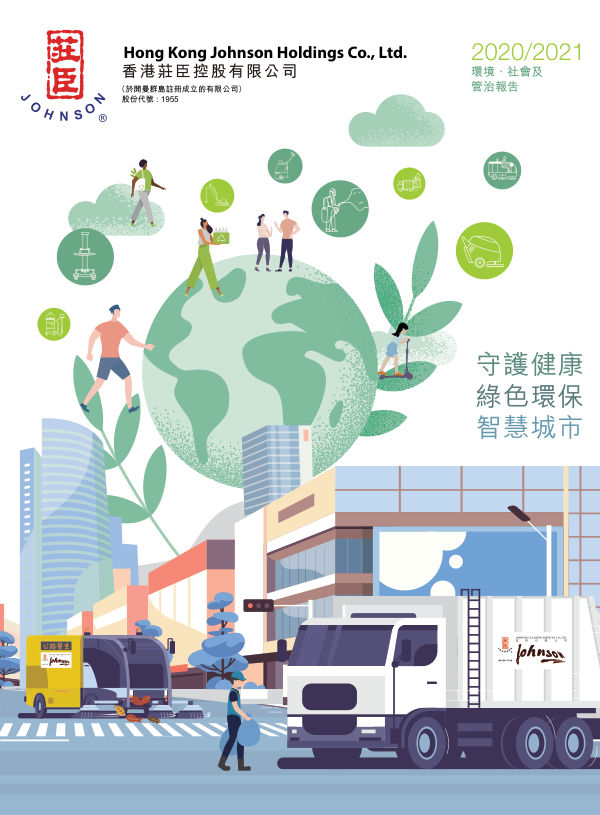 莊臣
JOHNSON®
Hong Kong Johnson Holdings Co., Ltd.
香港莊臣控股有限公司
(於開曼群島註冊成立的有限公司)
股份代號 : 1955
2020/2021
環境·社會及
管治報告
守護健康
綠色環保
智慧城市
Johnson
Johnson